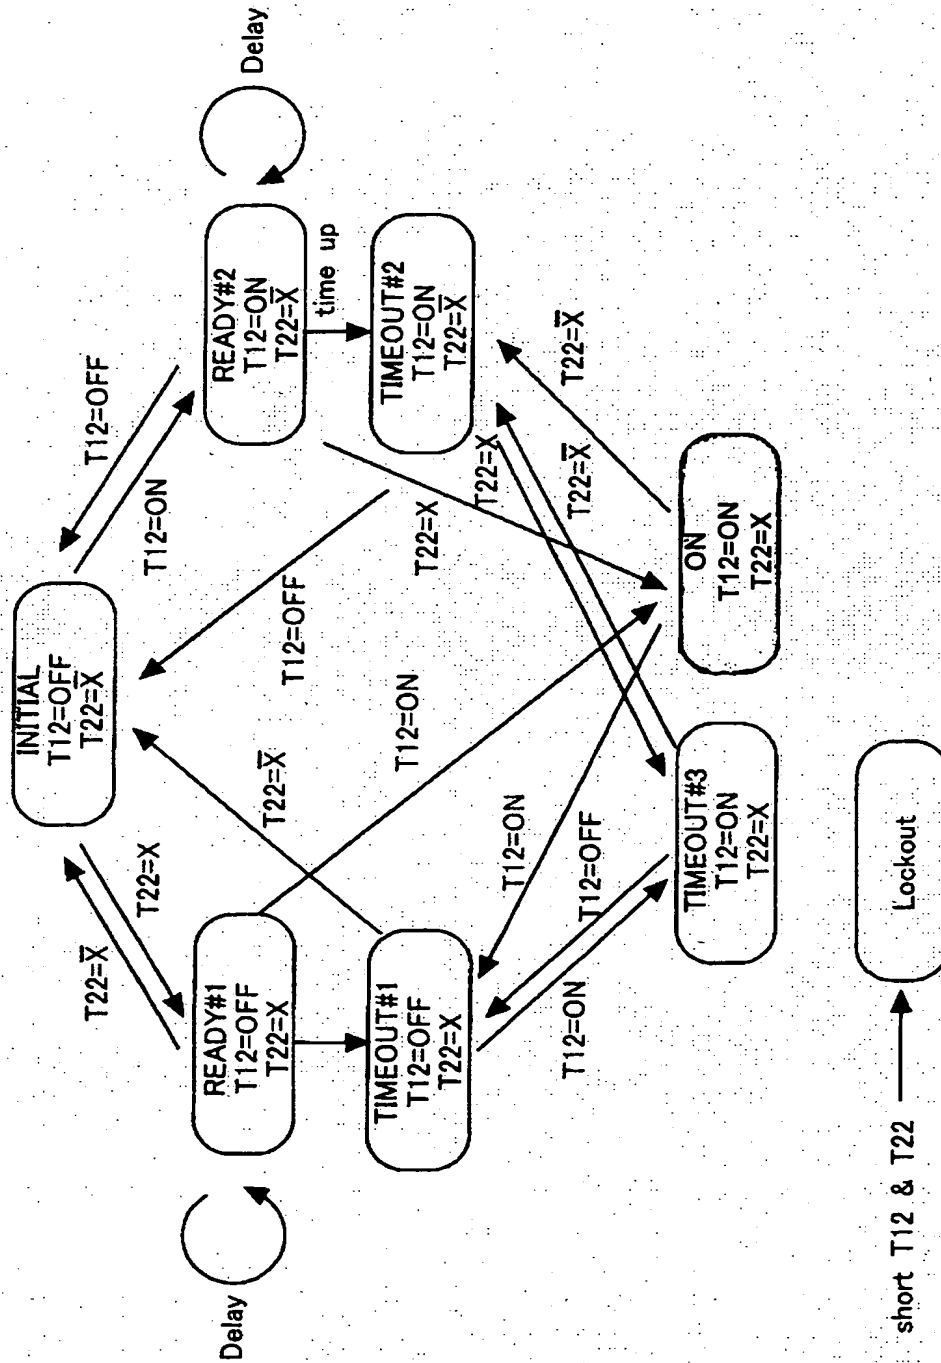 INITIAL
T12=OFF
T22=X̅
T22=X̅
T22=X
T12=OFF
T12=ON
Delay
READY#1
T12=OFF
T22=X
READY#2
T12=ON
T22=X̅
Delay
time up
TIMEOUT#1
T12=OFF
T22=X
TIMEOUT#2
T12=ON
T22=X̅
T22=X̅
T12=OFF
T12=ON
T22=X
T22=X
T22=X̅
T22=X̅
T12=ON
T12=OFF
T12=ON
TIMEOUT#3
T12=ON
T22=X
ON
T12=ON
T22=X
short T12 & T22
Lockout